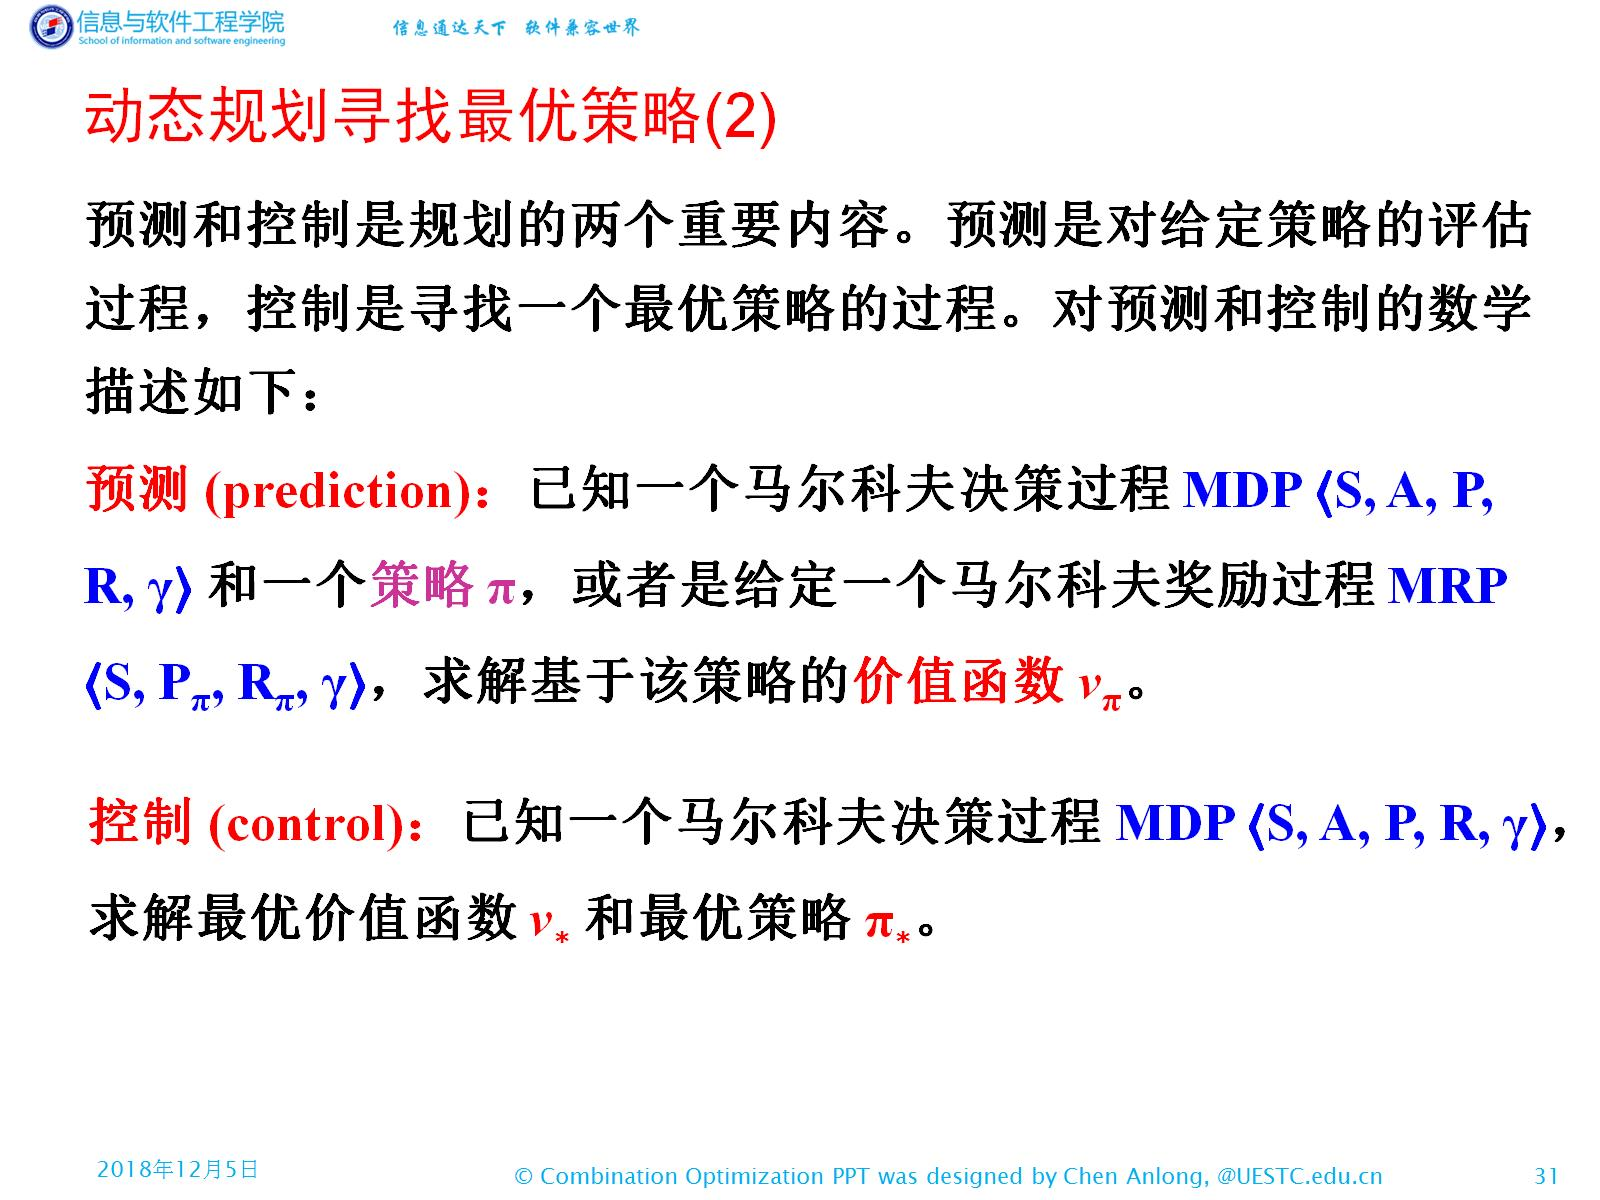 信息与软件工程学院
School of information and software engineering
信息通达天下 软件兼容世界
动态规划寻找最优策略(2)
预测和控制是规划的两个重要内容。预测是对给定策略的评估
过程，控制是寻找一个最优策略的过程。对预测和控制的数学
描述如下：
预测 (prediction)：已知一个马尔科夫决策过程 MDP ⟨S, A, P,
R, γ⟩ 和一个策略 π，或者是给定一个马尔科夫奖励过程 MRP
⟨S, Pπ, Rπ, γ⟩，求解基于该策略的价值函数 vπ。
控制 (control)：已知一个马尔科夫决策过程 MDP ⟨S, A, P, R, γ⟩，
求解最优价值函数 v* 和最优策略 π*。
2018年12月5日
© Combination Optimization PPT was designed by Chen Anlong, @UESTC.edu.cn
31